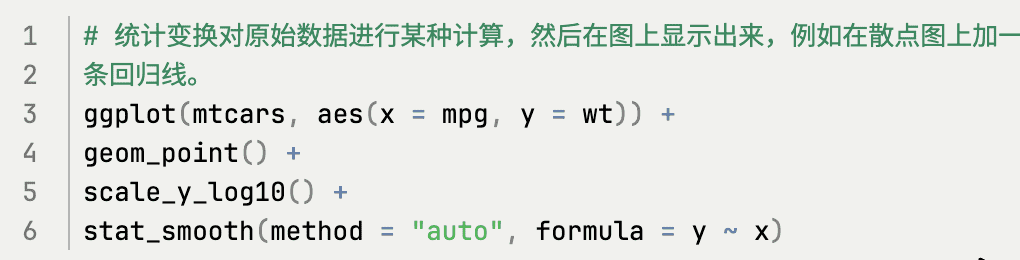 1 # 统计变换对原始数据进行某种计算，然后在图上显示出来，例如在散点图上加一
2 条回归线。
3 ggplot(mtcars, aes(x = mpg, y = wt)) +
4 geom_point() +
5 scale_y_log10() +
6 stat_smooth(method = "auto", formula = y ~ x)